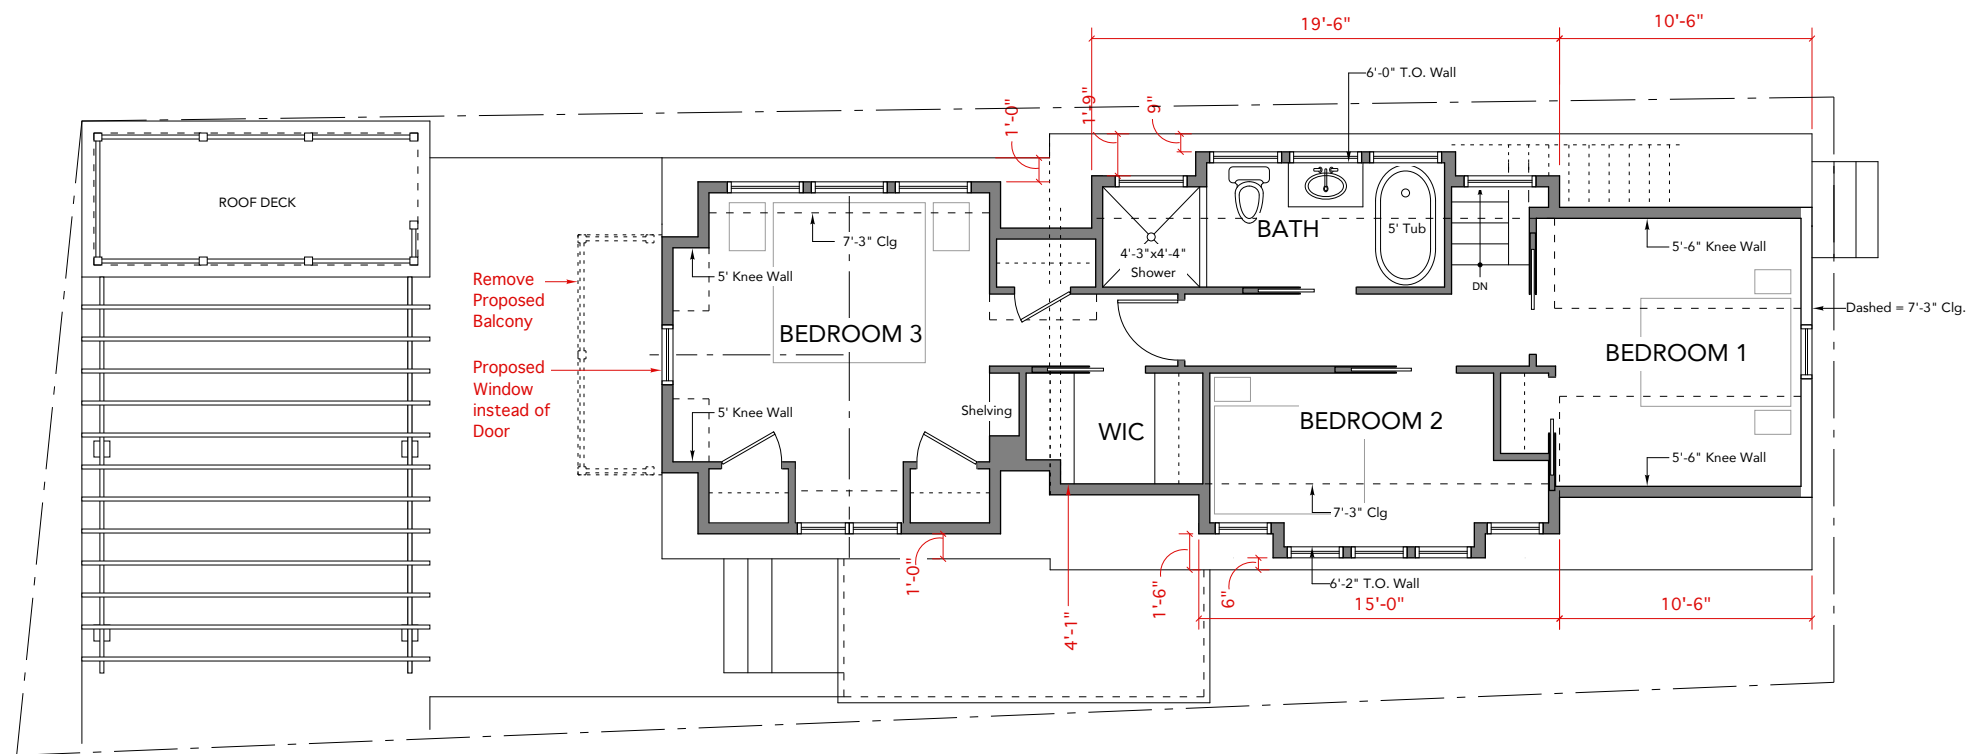 19'-6"
10'-6"
6'-0" T.O. Wall
1'-0"
1'-9"
9"
ROOF DECK
7'-3" Clg
BATH
5' Tub
4'-3"x4'-4"
Shower
5'-6" Knee Wall
5' Knee Wall
DN
Remove
Proposed
Balcony
Dashed = 7'-3" Clg.
BEDROOM 3
BEDROOM 1
Proposed
Window
instead of
Door
5' Knee Wall
Shelving
WIC
BEDROOM 2
5'-6" Knee Wall
7'-3" Clg
1'-0"
4'-1"
1'-6"
6"
6'-2" T.O. Wall
15'-0"
10'-6"